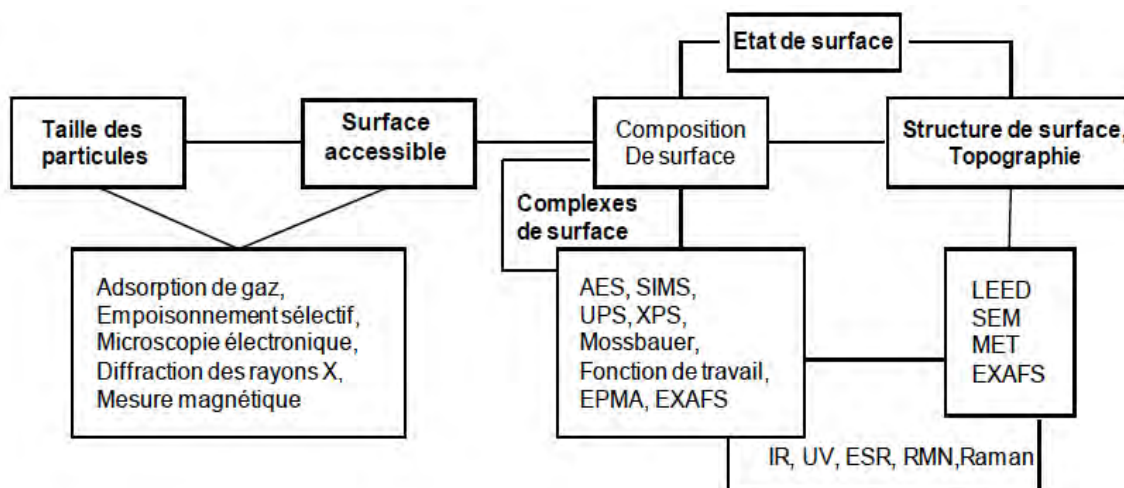 Etat de surface
Taille des
particules
Surface
accessible
Composition
De surface
Structure de surface,
Topographie
Complexes
de surface
Adsorption de gaz,
Empoisonnement sélectif,
Microscopie électronique,
Diffraction des rayons X,
Mesure magnétique
AES, SIMS,
UPS, XPS,
Mossbauer,
Fonction de travail,
EPMA, EXAFS
LEED
SEM
MET
EXAFS
IR, UV, ESR, RMN,Raman